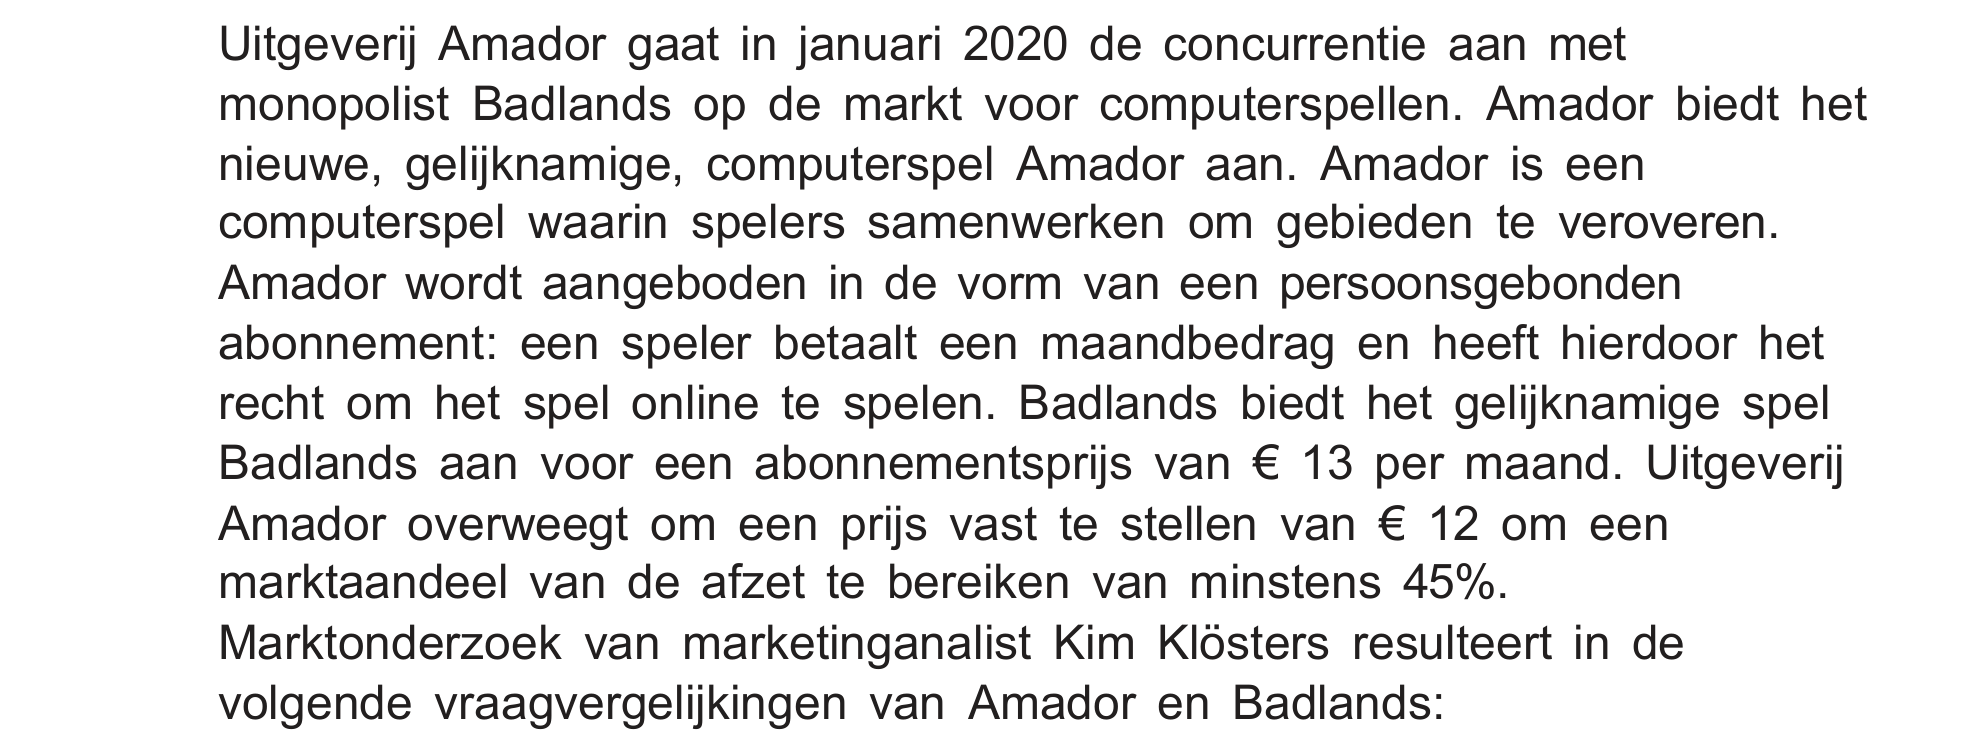 Uitgeverij Amador gaat in januari 2020 de concurrentie aan met
monopolist Badlands op de markt voor computerspellen. Amador biedt het
nieuwe, gelijknamige, computerspel Amador aan. Amador is een
computerspel waarin spelers samenwerken om gebieden te veroveren.
Amador wordt aangeboden in de vorm van een persoonsgebonden
abonnement: een speler betaalt een maandbedrag en heeft hierdoor het
recht om het spel online te spelen. Badlands biedt het gelijknamige spel
Badlands aan voor een abonnementsprijs van € 13 per maand. Uitgeverij
Amador overweegt om een prijs vast te stellen van € 12 om een
marktaandeel van de afzet te bereiken van minstens 45%.
Marktonderzoek van marketinganalist Kim Klösters resulteert in de
volgende vraagvergelijkingen van Amador en Badlands: